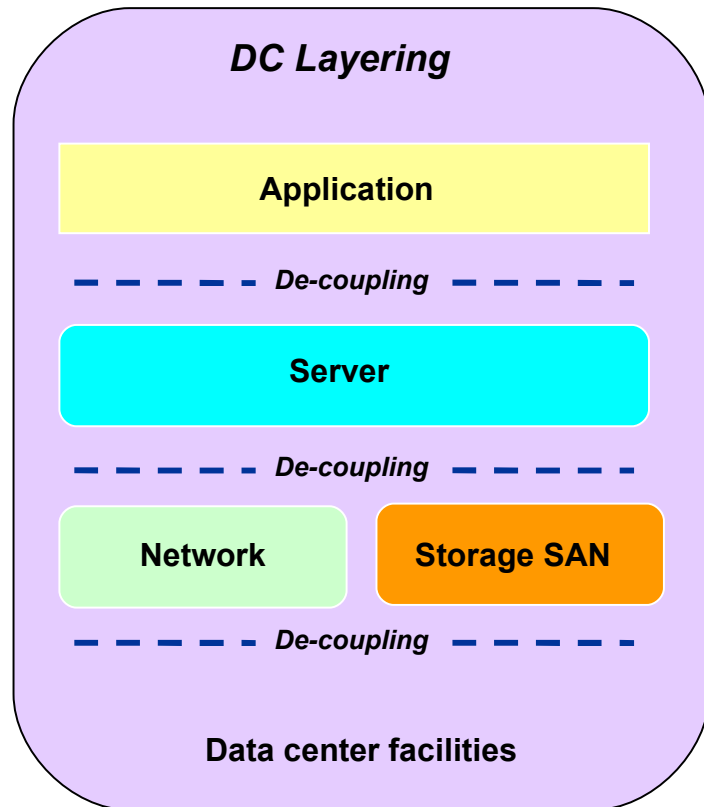 DC Layering
Application
De-coupling
Server
De-coupling
Network
Storage SAN
De-coupling
Data center facilities